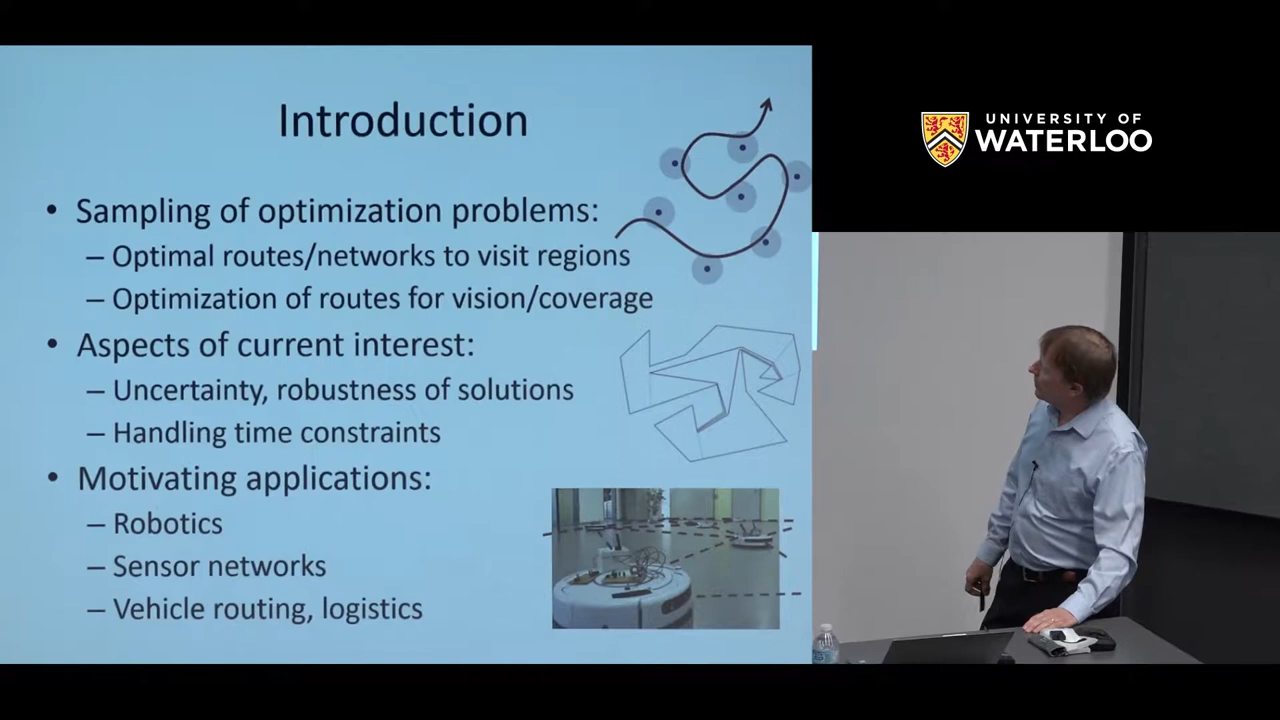 Introduction
• Sampling of optimization problems:
– Optimal routes/networks to visit regions
– Optimization of routes for vision/coverage
• Aspects of current interest:
– Uncertainty, robustness of solutions
– Handling time constraints
• Motivating applications:
– Robotics
– Sensor networks
– Vehicle routing, logistics
UNIVERSITY OF
WATERLOO